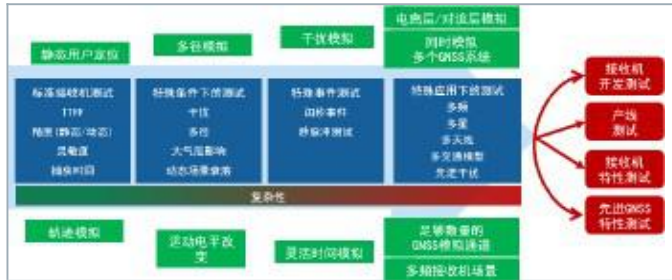 静态用户定位
多径模拟
干扰模拟
电离层/对流层模拟
同时模拟
多个GNSS系统
标准接收机测试
TTFF
精度(静态/动态)
灵敏度
捕获时间
特殊条件下的测试
干扰
多径
大气层影响
动态场景衰落
特殊事件测试
闰秒事件
秒脉冲测试
特殊应用下的测试
多频
多星
多天线
多交通模型
先进干扰
复杂性
轨迹模拟
运动电平改
变
灵活时间模拟
足够数量的
GNSS模拟通道
多频接收机场景
接收机
开发测试
产线
测试
接收机
特性测试
先进GNSS
特性测试